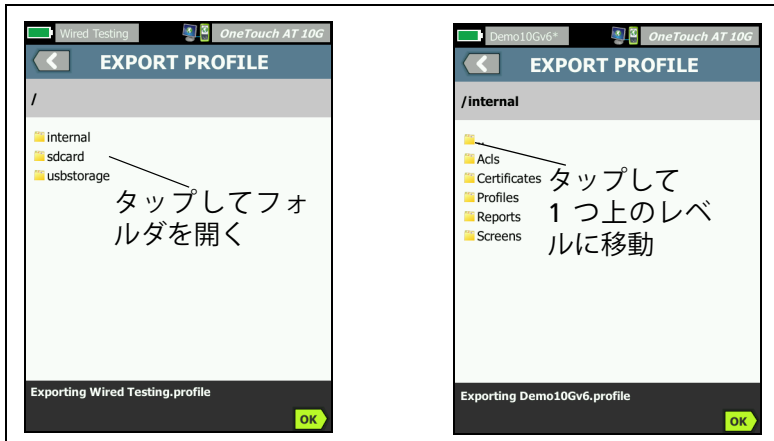 Wired Testing OneTouch AT 10G
EXPORT PROFILE
/
internal
sdcard
usbstorage
タップしてフォ
ルダを開く
Exporting Wired Testing.profile
OK
Demo10Gv6* OneTouch AT 10G
EXPORT PROFILE
/internal
..
Acls
Certificates
Profiles
Reports
Screens
タップして
1 つ上のレベ
ルに移動
Exporting Demo10Gv6.profile
OK